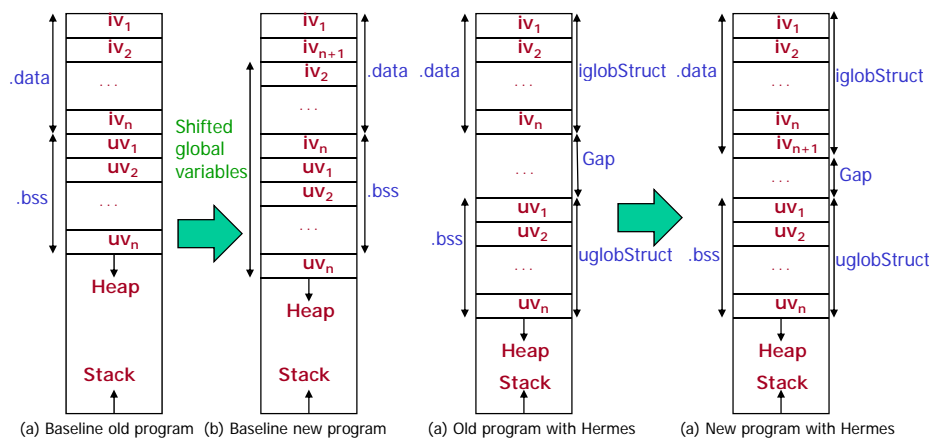 iv1
iv2
...
ivn
uv1
uv2
...
uvn
Heap
Stack
.data
.bss
(a) Baseline old program
Shifted
global
variables
iv1
ivn+1
iv2
...
ivn
uv1
uv2
...
uvn
Heap
Stack
.data
.bss
(b) Baseline new program
.data
.bss
iv1
iv2
...
ivn
...
uv1
uv2
...
uvn
Heap
Stack
iglobStruct
Gap
uglobStruct
(a) Old program with Hermes
.data
.bss
iv1
iv2
...
ivn
ivn+1
...
uv1
uv2
...
uvn
Heap
Stack
iglobStruct
Gap
uglobStruct
(a) New program with Hermes